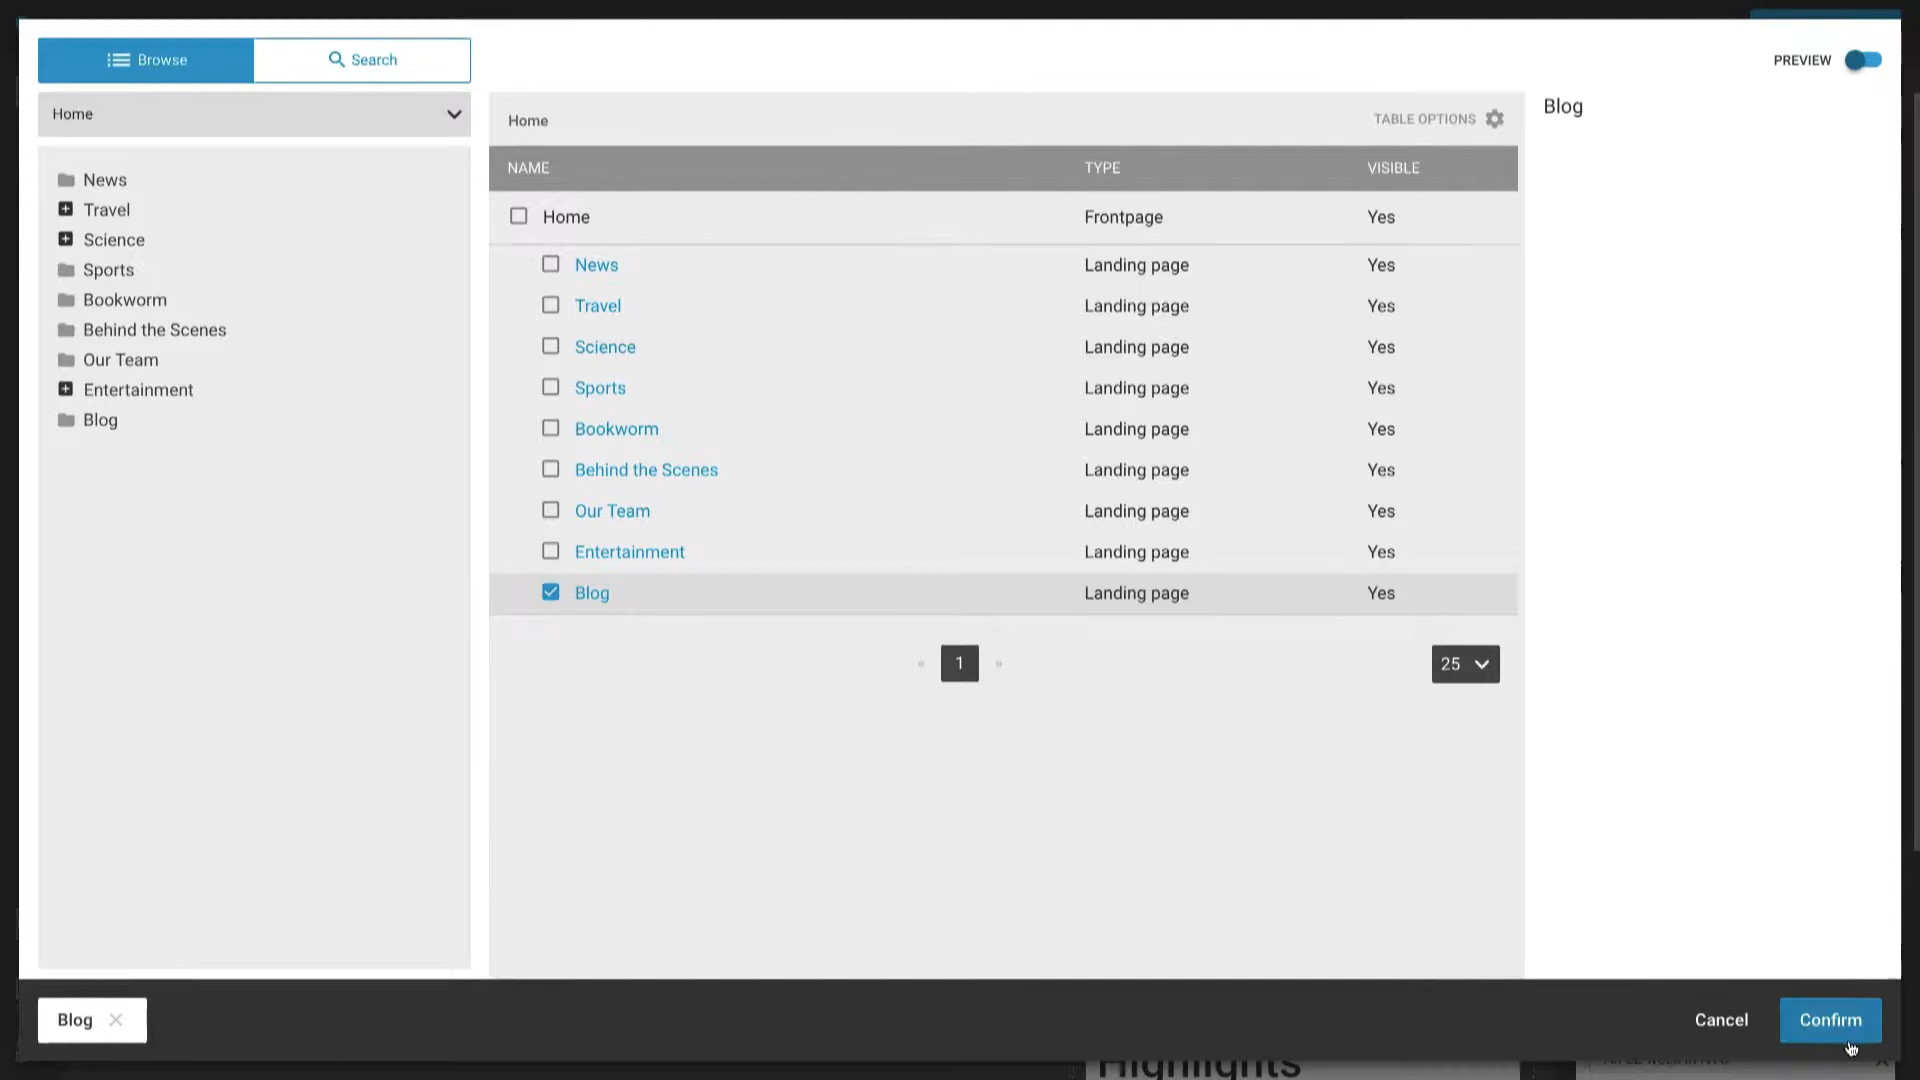 Browse
Search
PREVIEW
Home
News
Travel
Science
Sports
Bookworm
Behind the Scenes
Our Team
Entertainment
Blog
Home
TABLE OPTIONS
NAME TYPE VISIBLE
Home Frontpage Yes
News Landing page Yes
Travel Landing page Yes
Science Landing page Yes
Sports Landing page Yes
Bookworm Landing page Yes
Behind the Scenes Landing page Yes
Our Team Landing page Yes
Entertainment Landing page Yes
Blog Landing page Yes
« 1 »
25
Blog
Blog
Cancel
Confirm
Highlights